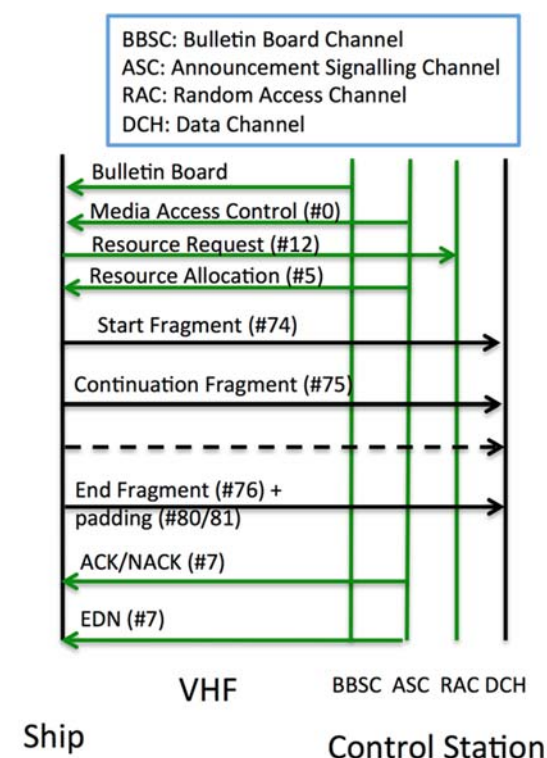 BBSC: Bulletin Board Channel
ASC: Announcement Signalling Channel
RAC: Random Access Channel
DCH: Data Channel
Bulletin Board
Media Access Control (#0)
Resource Request (#12)
Resource Allocation (#5)
Start Fragment (#74)
Continuation Fragment (#75)
End Fragment (#76) +
padding (#80/81)
ACK/NACK (#7)
EDN (#7)
VHF
BBSC ASC RAC DCH
Ship
Control Station